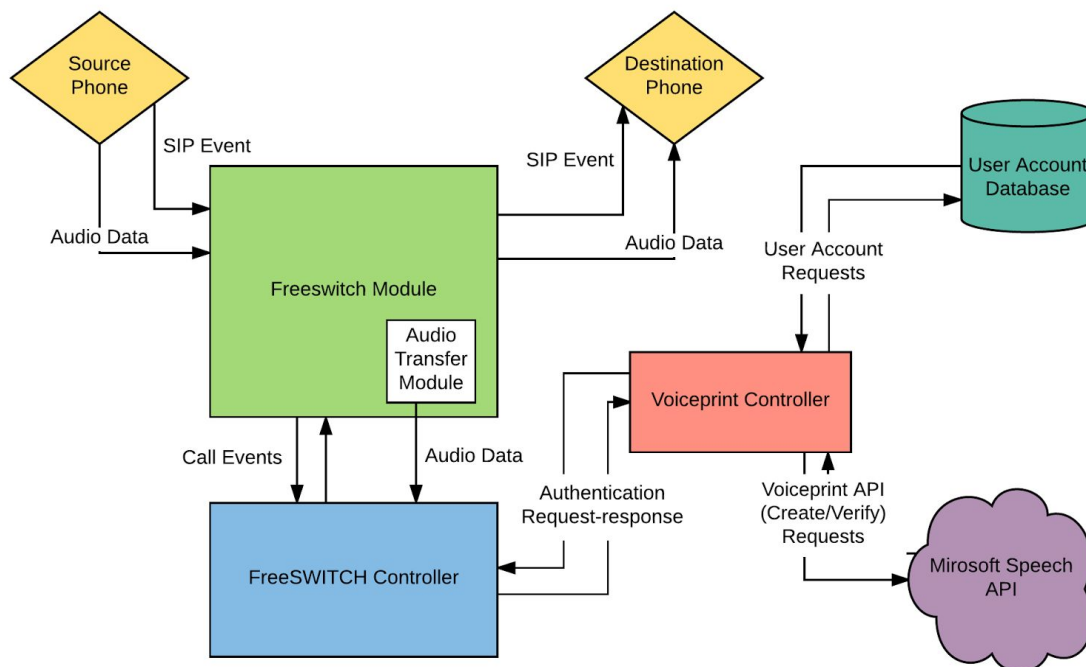 Source
Phone
Destination
Phone
SIP Event
SIP Event
User Account
Database
Audio Data
Audio Data
User Account
Requests
Freeswitch Module
Audio
Transfer
Module
Voiceprint Controller
Call Events
Audio Data
Authentication
Request-response
Voiceprint API
(Create/Verify)
Requests
FreeSWITCH Controller
Mirosoft Speech
API